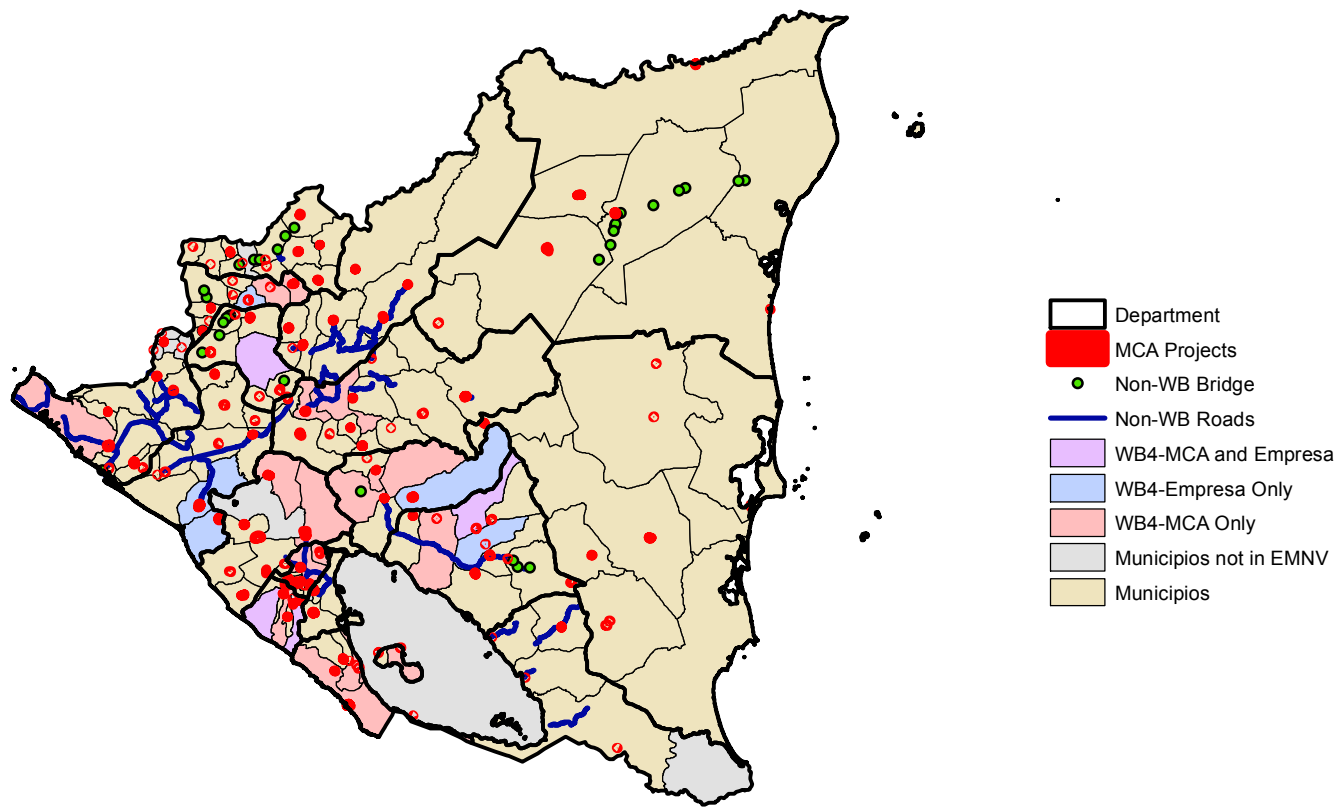 Department
MCA Projects
Non-WB Bridge
Non-WB Roads
WB4-MCA and Empresa
WB4-Empresa Only
WB4-MCA Only
Municipios not in EMNV
Municipios